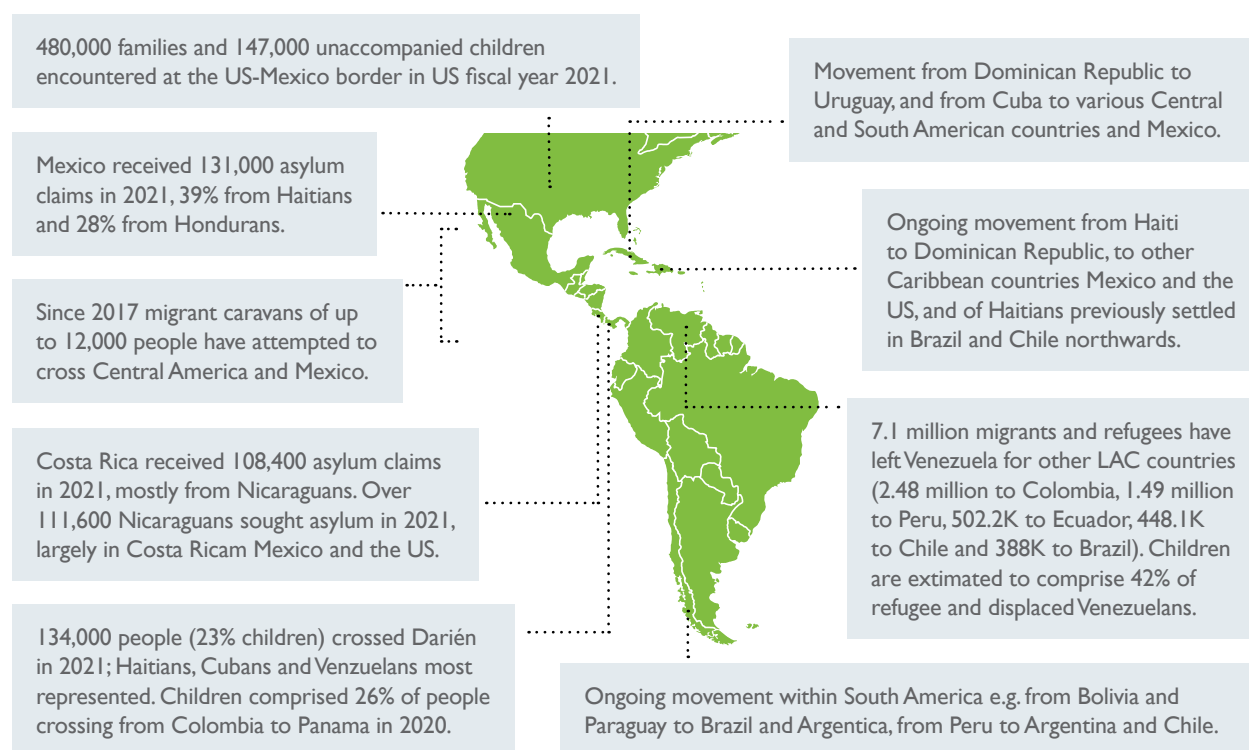 480,000 families and 147,000 unaccompanied children
encountered at the US-Mexico border in US fiscal year 2021.
Movement from Dominican Republic to
Uruguay, and from Cuba to various Central
and South American countries and Mexico.
Mexico received 131,000 asylum
claims in 2021, 39% from Haitians
and 28% from Hondurans.
Ongoing movement from Haiti
to Dominican Republic, to other
Caribbean countries Mexico and the
US, and of Haitians previously settled
in Brazil and Chile northwards.
Since 2017 migrant caravans of up
to 12,000 people have attempted to
cross Central America and Mexico.
7.1 million migrants and refugees have
left Venezuela for other LAC countries
(2.48 million to Colombia, 1.49 million
to Peru, 502.2K to Ecuador, 448.1K
to Chile and 388K to Brazil). Children
are extimated to comprise 42% of
refugee and displaced Venezuelans.
Costa Rica received 108,400 asylum claims
in 2021, mostly from Nicaraguans. Over
111,600 Nicaraguans sought asylum in 2021,
largely in Costa Ricam Mexico and the US.
134,000 people (23% children) crossed Darién
in 2021; Haitians, Cubans and Venzuelans most
represented. Children comprised 26% of people
crossing from Colombia to Panama in 2020.
Ongoing movement within South America e.g. from Bolivia and
Paraguay to Brazil and Argentica, from Peru to Argentina and Chile.